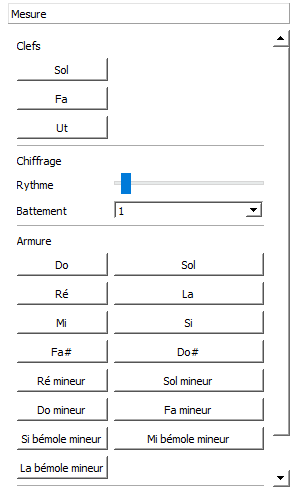 Mesure
Clefs
Sol
Fa
Ut
Chiffrage
Rythme
Battement 1
Armure
Do Sol
Ré La
Mi Si
Fa# Do#
Ré mineur Sol mineur
Do mineur Fa mineur
Si bémole mineur Mi bémole mineur
La bémole mineur